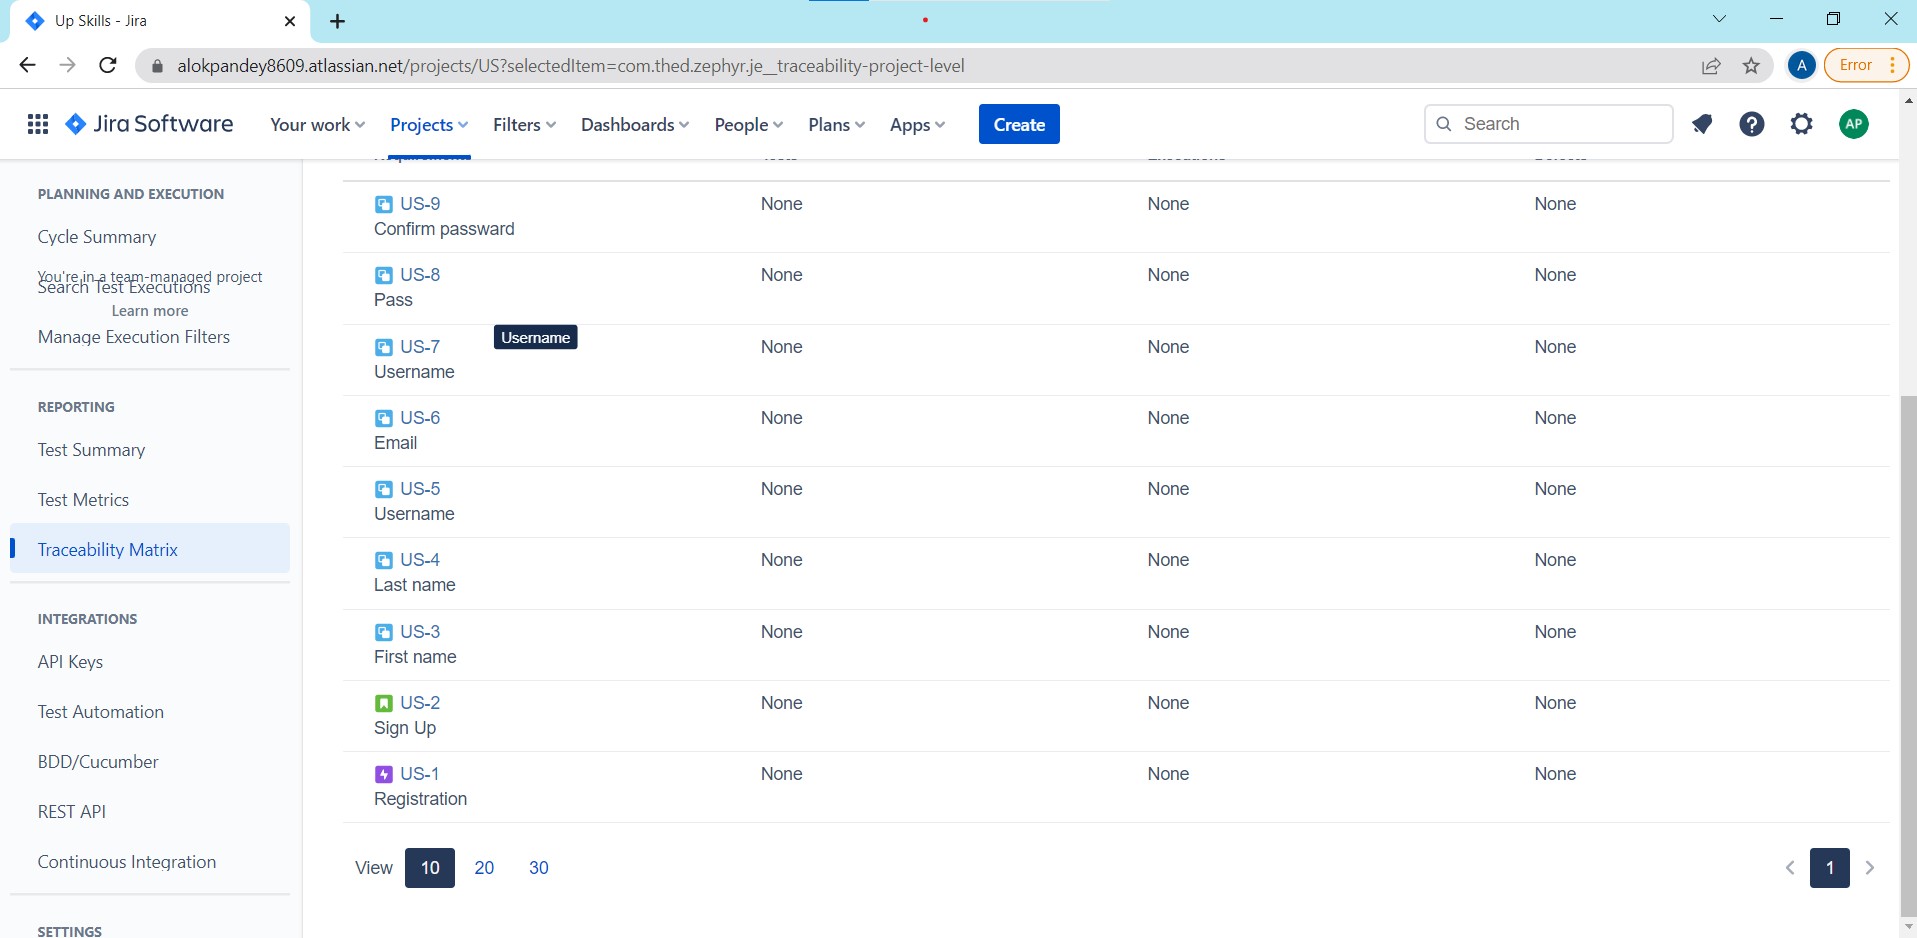 Up Skills - Jira
alokpandey8609.atlassian.net/projects/US?selectedItem=com.thed.zephyr.je__traceability-project-level
A
Error
Jira Software
Your work
Projects
Filters
Dashboards
People
Plans
Apps
Create
Search
AP
PLANNING AND EXECUTION
Cycle Summary
You're in a team-managed project
Search Test Executions
Learn more
Manage Execution Filters
REPORTING
Test Summary
Test Metrics
Traceability Matrix
INTEGRATIONS
API Keys
Test Automation
BDD/Cucumber
REST API
Continuous Integration
SETTINGS
US-9 None None None
Confirm password
US-8 None None None
Pass
Username
US-7 None None None
Username
US-6 None None None
Email
US-5 None None None
Username
US-4 None None None
Last name
US-3 None None None
First name
US-2 None None None
Sign Up
US-1 None None None
Registration
View 10 20 30
1